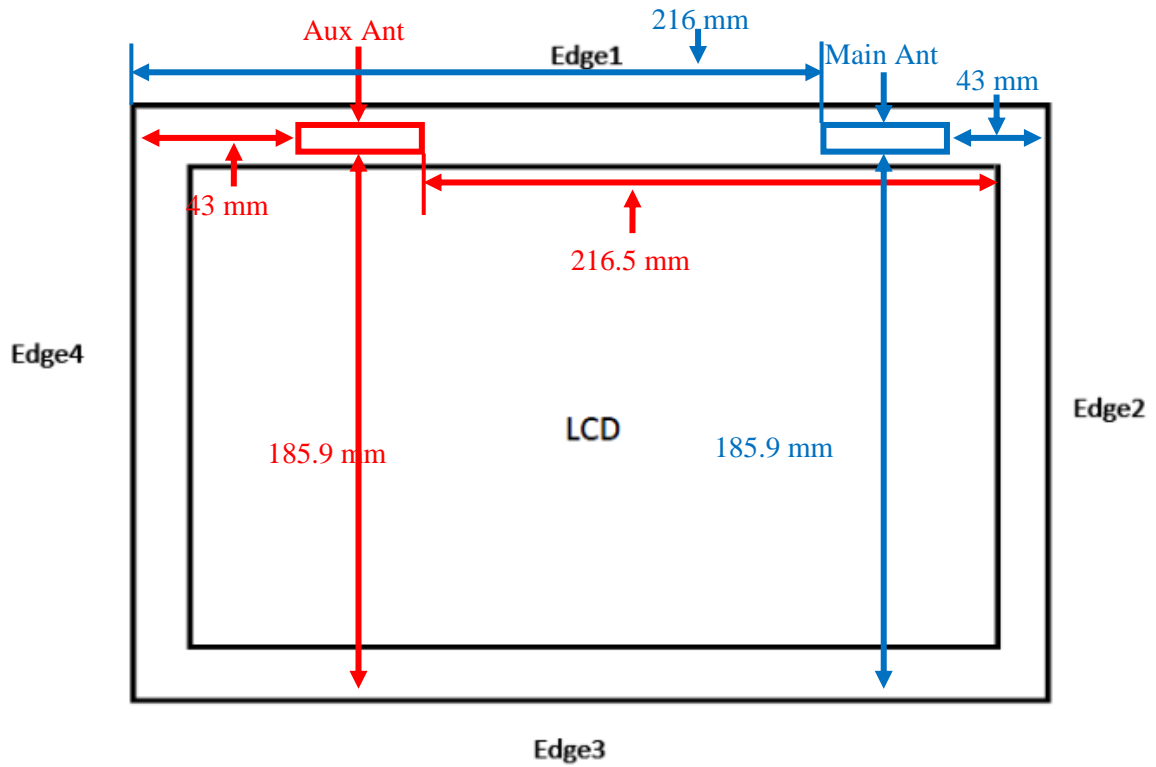 216 mm
Aux Ant
Edge1
Main Ant
43 mm
43 mm
216.5 mm
Edge4
Edge2
LCD
185.9 mm
185.9 mm
Edge3